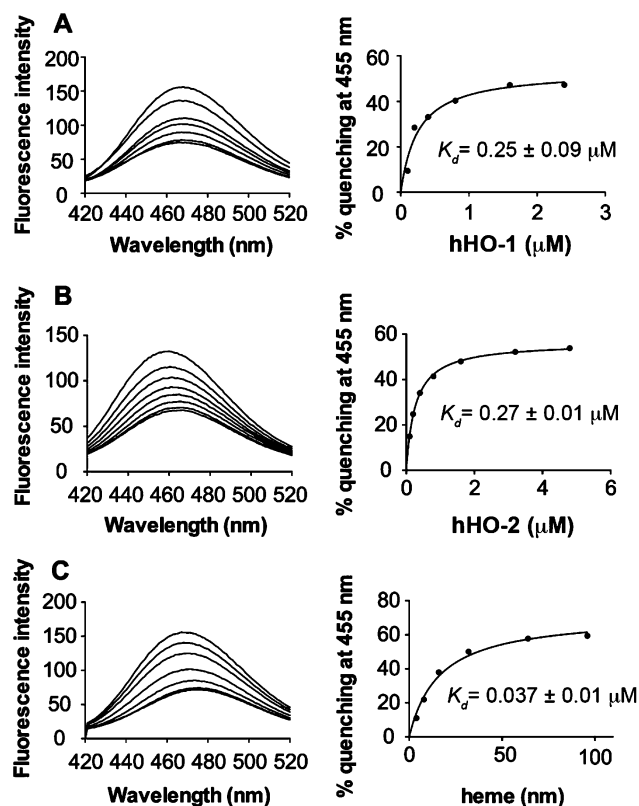 A
Fluorescence intensity
200
150
100
50
0
420 440 460 480 500 520
Wavelength (nm)
% quenching at 455 nm
60
40
20
0
0 1 2 3
Kd= 0.25 ± 0.09 μM
hHO-1 (μM)
B
Fluorescence intensity
150
100
50
0
420 440 460 480 500 520
Wavelength (nm)
% quenching at 455 nm
60
40
20
0
0 2 4 6
Kd = 0.27 ± 0.01 μM
hHO-2 (μM)
C
Fluorescence intensity
200
150
100
50
0
420 440 460 480 500 520
Wavelength (nm)
% quenching at 455 nm
80
60
40
20
0
0 50 100
Kd = 0.037 ± 0.01 μM
heme (nm)